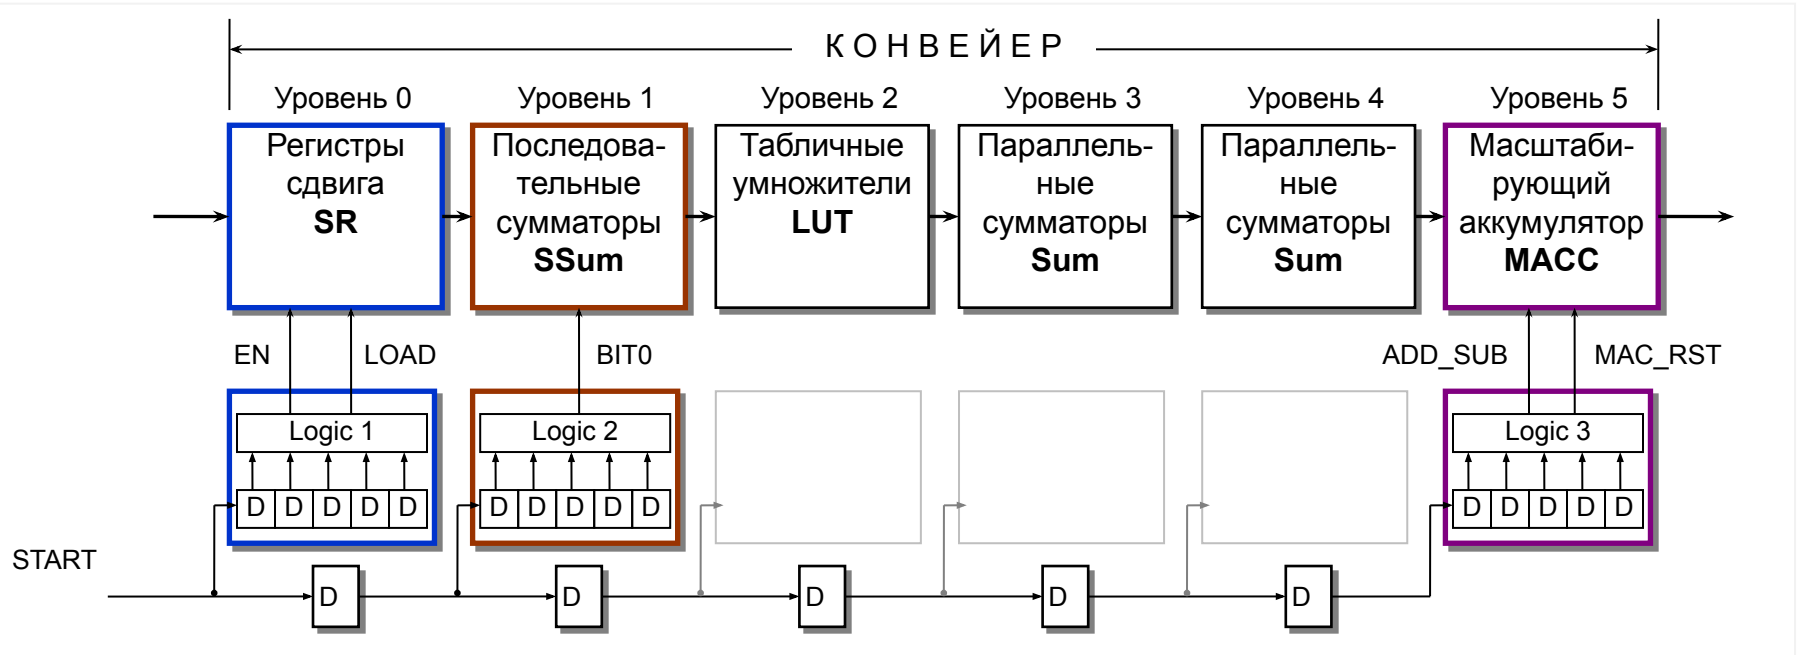 К О Н В Е Й Е Р
Уровень 0
Уровень 1
Уровень 2
Уровень 3
Уровень 4
Уровень 5
Регистры
сдвига
SR
Последова-
тельные
сумматоры
SSum
Табличные
умножители
LUT
Параллель-
ные
сумматоры
Sum
Параллель-
ные
сумматоры
Sum
Масштаби-
рующий
аккумулятор
MACC
EN
LOAD
BIT0
ADD_SUB
MAC_RST
Logic 1
Logic 2
Logic 3
D D D D D
D D D D D
D D D D D
START
D
D
D
D
D